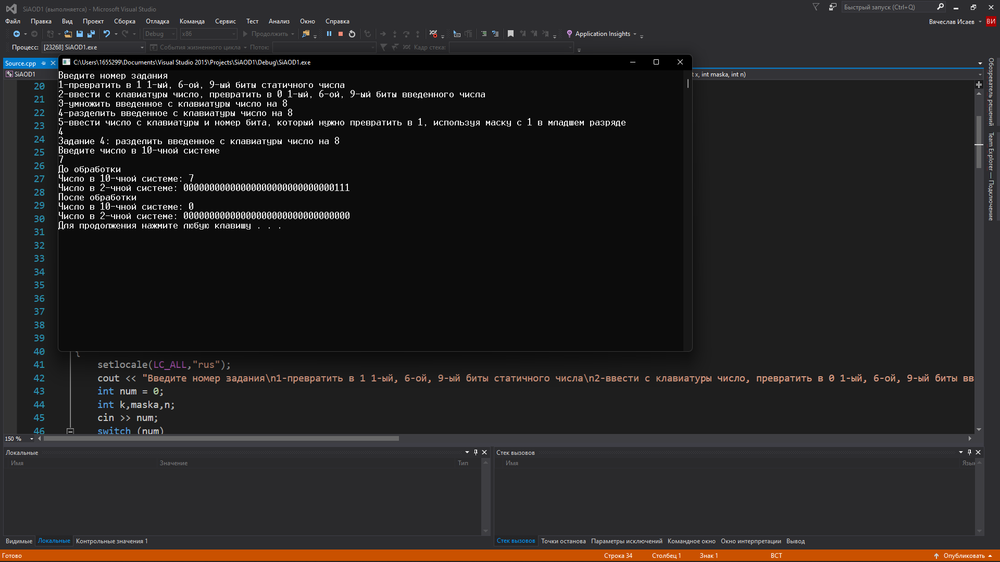 SiAOD1 (выполняется) - Microsoft Visual Studio
Быстрый запуск (Ctrl+Q)
Файл Правка Вид Проект Сборка Отладка Команда Сервис Тест Анализ Окно Справка
Вячеслав Исаев ВИ
Debug x86 Продолжить Application Insights
Процесс: [23268] SiAOD1.exe События жизненного цикла Поток: Кадр стека:
Source.cpp
SiAOD1
t x, int maska, int n)
C:\Users\1655299\Documents\Visual Studio 2015\Projects\SiAOD1\Debug\SiAOD1.exe
Введите номер задания
1-превратить в 1 1-ый, 6-ой, 9-ый биты статичного числа
2-ввести с клавиатуры число, превратить в 0 1-ый, 6-ой, 9-ый биты введенного числа
3-умножить введенное с клавиатуры число на 8
4-разделить введенное с клавиатуры число на 8
5-ввести число с клавиатуры и номер бита, который нужно превратить в 1, используя маску с 1 в младшем разряде
4
Задание 4: разделить введенное с клавиатуры число на 8
Введите число в 10-чной системе
7
До обработки
Число в 10-чной системе: 7
Число в 2-чной системе: 00000000000000000000000000000111
После обработки
Число в 10-чной системе: 0
Число в 2-чной системе: 00000000000000000000000000000000
Для продолжения нажмите любую клавишу . . .
20
21
22
23
24
25
26
27
28
29
30
31
32
33
34
35
36
37
38
39
40 {
41 setlocale(LC_ALL,"rus");
42 cout << "Введите номер задания\n1-превратить в 1 1-ый, 6-ой, 9-ый биты статичного числа\n2-ввести с клавиатуры число, превратить в 0 1-ый, 6-ой, 9-ый биты вв
43 int num = 0;
44 int k,maska,n;
45 cin >> num;
46 switch (num)
150 %
Обозреватель решений
Team Explorer — Подключение
Локальные
Имя Значение Тип
Стек вызовов
Имя Язык
Видимые Локальные Контрольные значения 1
Стек вызовов Точки останова Параметры исключений Командное окно Окно интерпретации Вывод
Готово Строка 34 Столбец 1 Знак 1 ВСТ Опубликовать